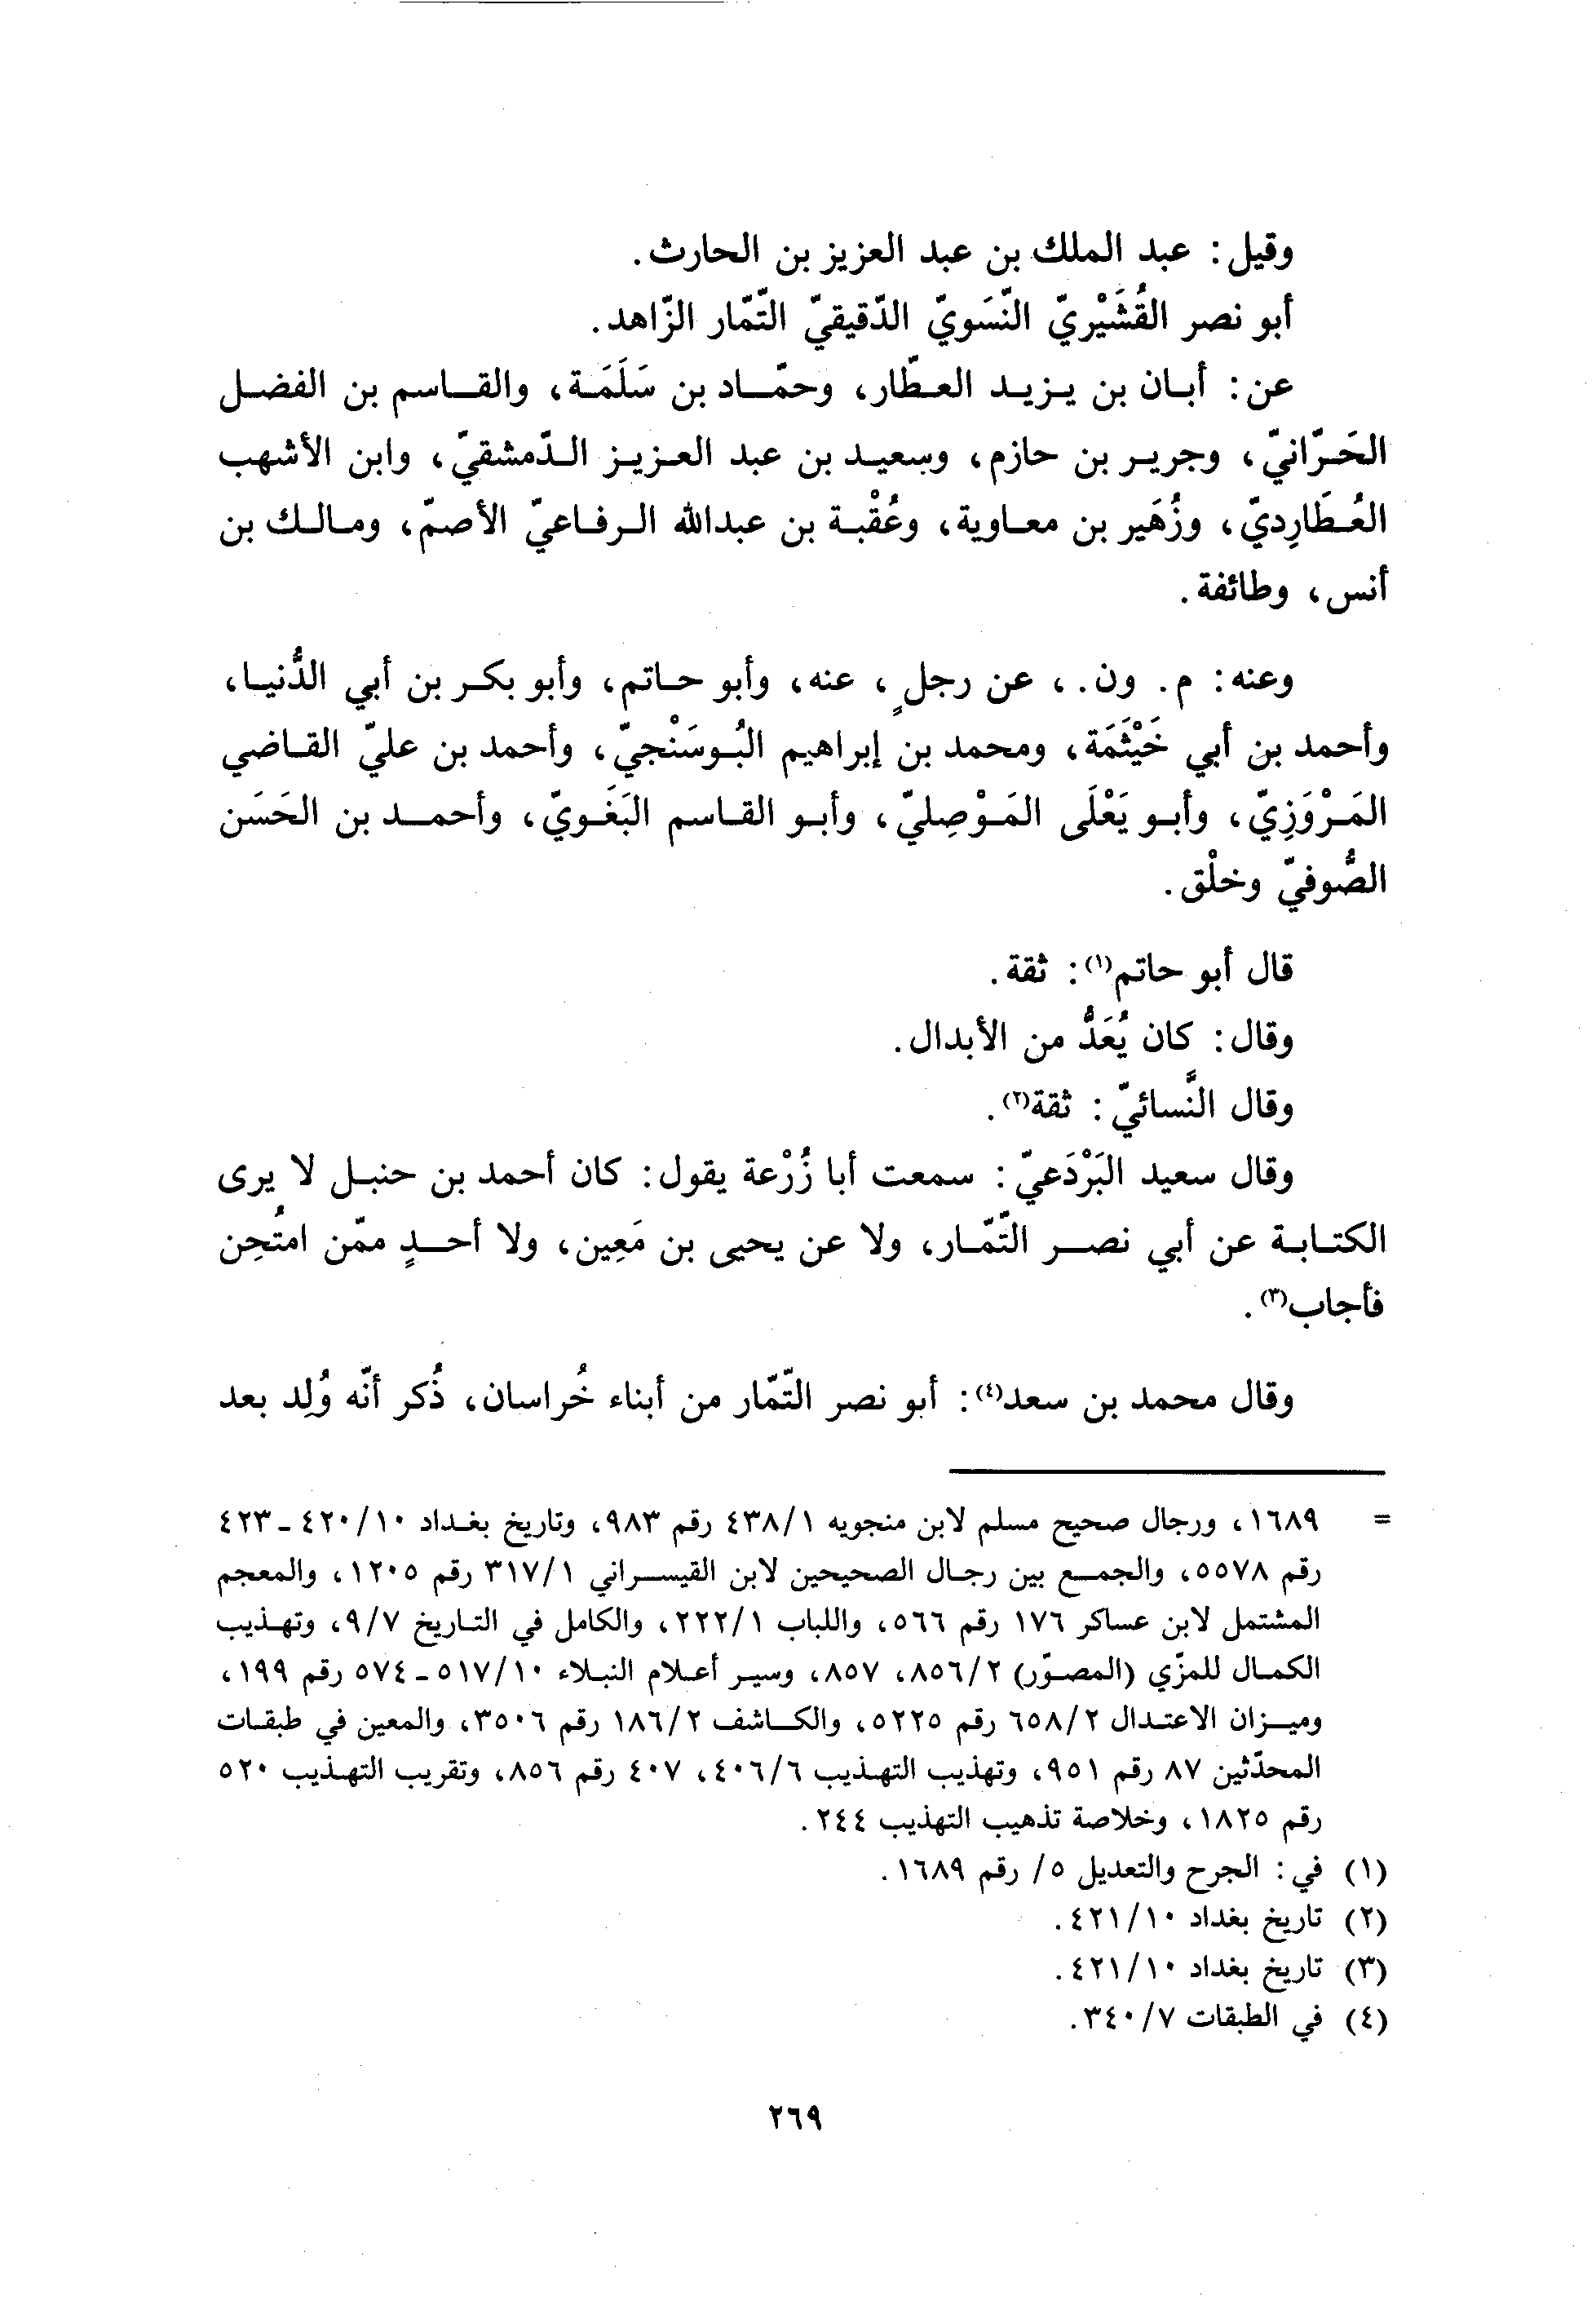 وقيل: عبد الملك بن عبد العزيز بن الحارث.
أبو نصر القُشَيْريّ النَّسَويّ الدّقيقيّ التّمّار الزّاهد.
عن: أبان بن يزيد العطّار، وحمّاد بن سَلَمَة، والقاسم بن الفضل
الحَرّانيّ، وجرير بن حازم، وسعيد بن عبد العزيز الدّمشقيّ، وابن الأشهب
العُطَارِديّ، وزُهَير بن معاوية، وعُقْبة بن عبدالله الرفاعيّ الأصمّ، ومالك بن
أنس، وطائفة.
وعنه: م. ون.، عن رجلٍ، عنه، وأبو حاتم، وأبو بكر بن أبي الدُّنيا،
وأحمد بن أبي خَيْثَمَة، ومحمد بن إبراهيم البُوسَنْجيّ، وأحمد بن عليّ القاضي
المَرْوَزِيّ، وأبو يَعْلَى المَوْصِليّ، وأبو القاسم البَغَويّ، وأحمد بن الحَسَن
الصُّوفيّ وخلْق.
قال أبو حاتم(١): ثقة.
وقال: كان يُعَدُّ من الأبدال.
وقال النَّسائيّ: ثقة(٢).
وقال سعيد البَرْدَعيّ: سمعت أبا زُرْعة يقول: كان أحمد بن حنبل لا يرى
الكتابة عن أبي نصر التّمّار، ولا عن يحيى بن مَعِين، ولا أحدٍ ممّن امتُحِن
فأجاب(٣).
وقال محمد بن سعد(٤): أبو نصر التّمّار من أبناء خُراسان، ذُكر أنّه وُلِد بعد
= ١٦٨٩، ورجال صحيح مسلم لابن منجويه ٤٣٨/١ رقم ٩٨٣، وتاريخ بغداد ٤٢٠/١٠ ـ ٤٢٣
رقم ٥٥٧٨، والجمع بين رجال الصحيحين لابن القيسراني ٣١٧/١ رقم ١٢٠٥، والمعجم
المشتمل لابن عساكر ١٧٦ رقم ٥٦٦، واللباب ٢٢٢/١، والكامل في التاريخ ٩/٧، وتهذيب
الكمال للمزّي (المصوّر) ٨٥٦/٢، ٨٥٧، وسير أعلام النبلاء ٥١٧/١٠ ـ ٥٧٤ رقم ١٩٩،
وميزان الاعتدال ٦٥٨/٢ رقم ٥٢٢٥، والكاشف ١٨٦/٢ رقم ٣٥٠٦، والمعين في طبقات
المحدّثين ٨٧ رقم ٩٥١، وتهذيب التهذيب ٤٠٦/٦، ٤٠٧ رقم ٨٥٦، وتقريب التهذيب ٥٢٠
رقم ١٨٢٥، وخلاصة تذهيب التهذيب ٢٤٤.
(١) في: الجرح والتعديل ٥/ رقم ١٦٨٩.
(٢) تاريخ بغداد ٤٢١/١٠.
(٣) تاريخ بغداد ٤٢١/١٠.
(٤) في الطبقات ٣٤٠/٧.
٢٦٩